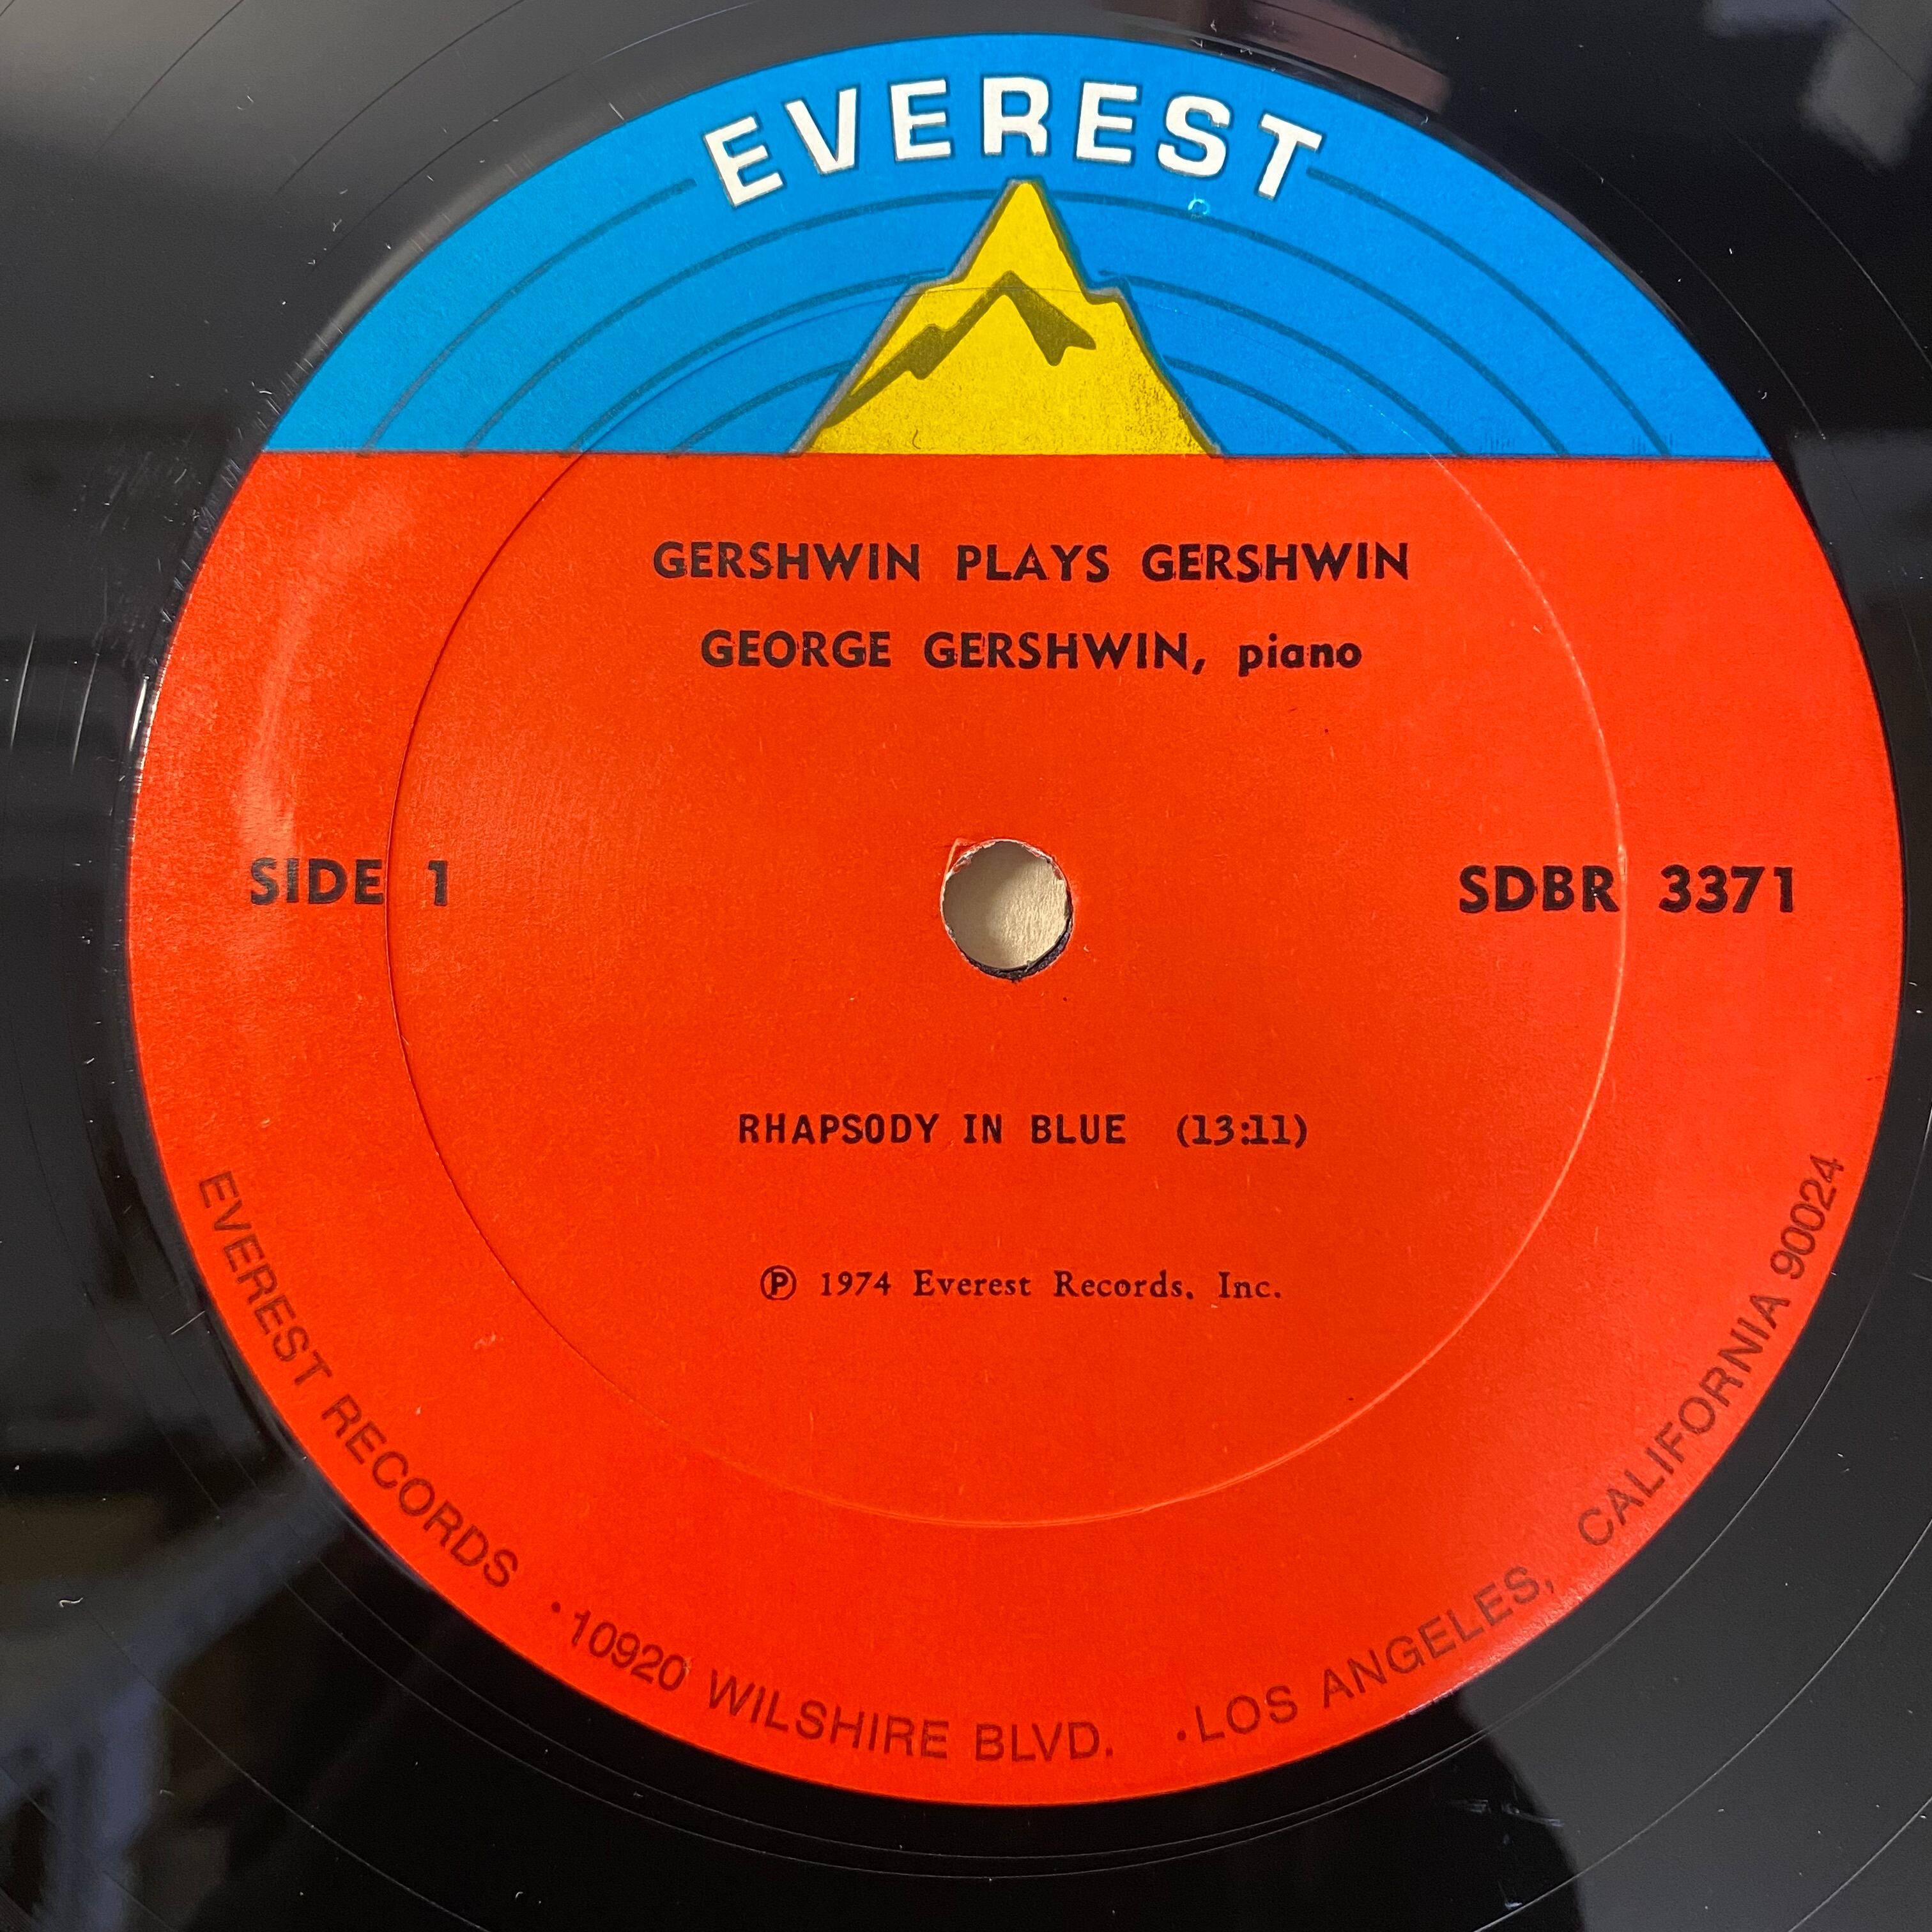 EVEREST
GERSHWIN PLAYS GERSHWIN
GEORGE GERSHWIN, piano
SIDE 1
SDBR 3371
RHAPSODY IN BLUE (13:11)
Ⓟ 1974 Everest Records, Inc.
EVEREST RECORDS · 10920 WILSHIRE BLVD. · LOS ANGELES, CALIFORNIA 90024